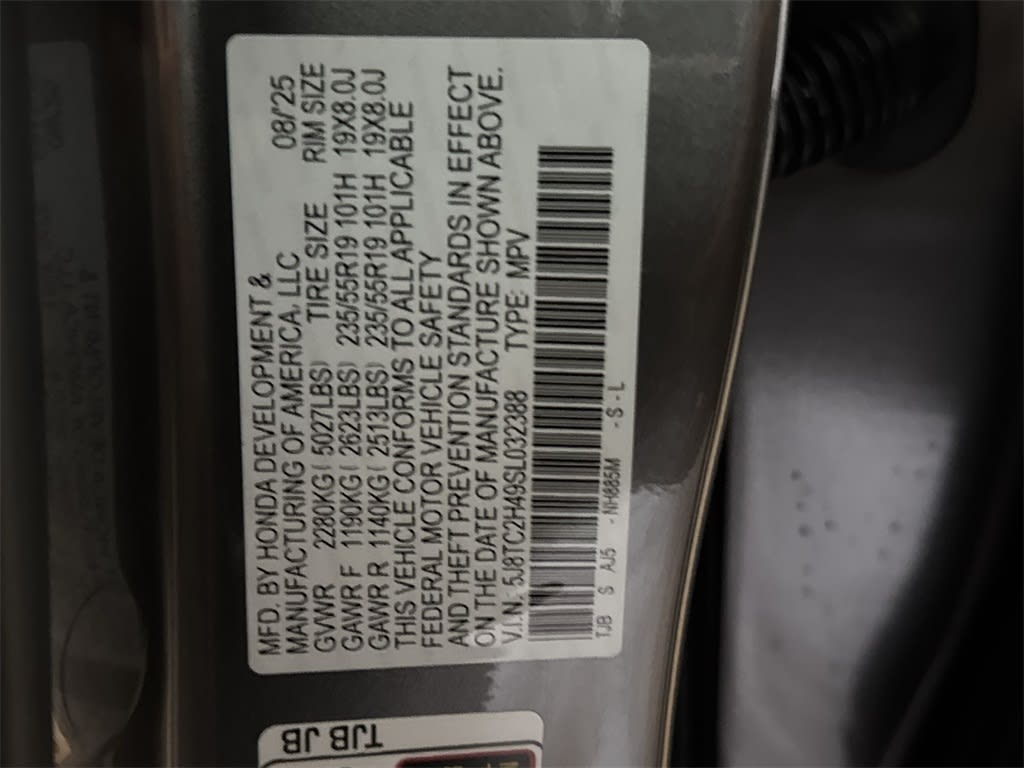 MFD. BY HONDA DEVELOPMENT &
MANUFACTURING OF AMERICA, LLC 08/25
GVWR 2280KG ( 5027LBS) TIRE SIZE RIM SIZE
GAWR F 1190KG ( 2623LBS) 235/55R19 101H 19X8.0J
GAWR R 1140KG ( 2513LBS) 235/55R19 101H 19X8.0J
THIS VEHICLE CONFORMS TO ALL APPLICABLE
FEDERAL MOTOR VEHICLE SAFETY
AND THEFT PREVENTION STANDARDS IN EFFECT
ON THE DATE OF MANUFACTURE SHOWN ABOVE.
V.I.N.: 5J8TC2H49SL032388 TYPE: MPV
TJB S AJ5 - NH885M - S - L
TJB JB